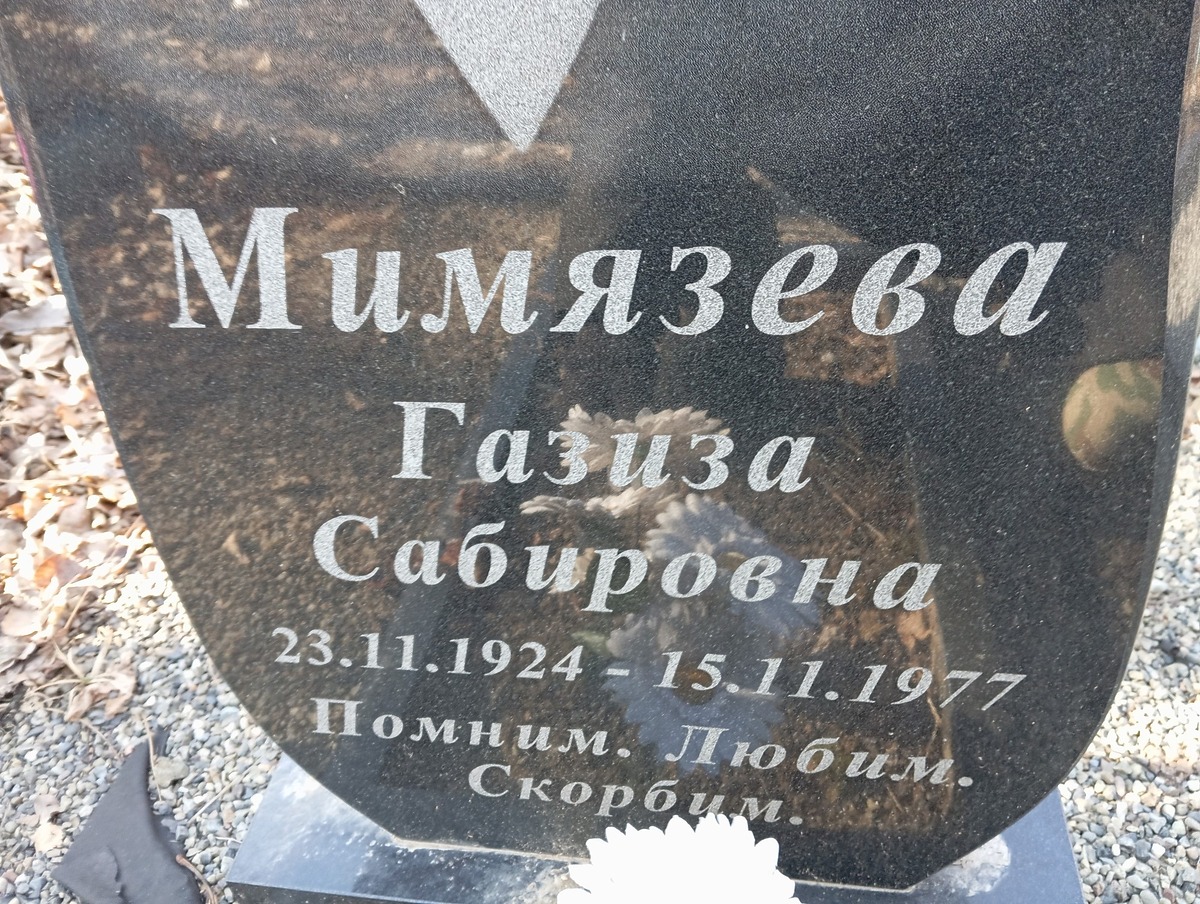 Мимязева
Газиза
Сабировна
23.11.1924 - 15.11.1977
Помним. Любим.
Скорбим.